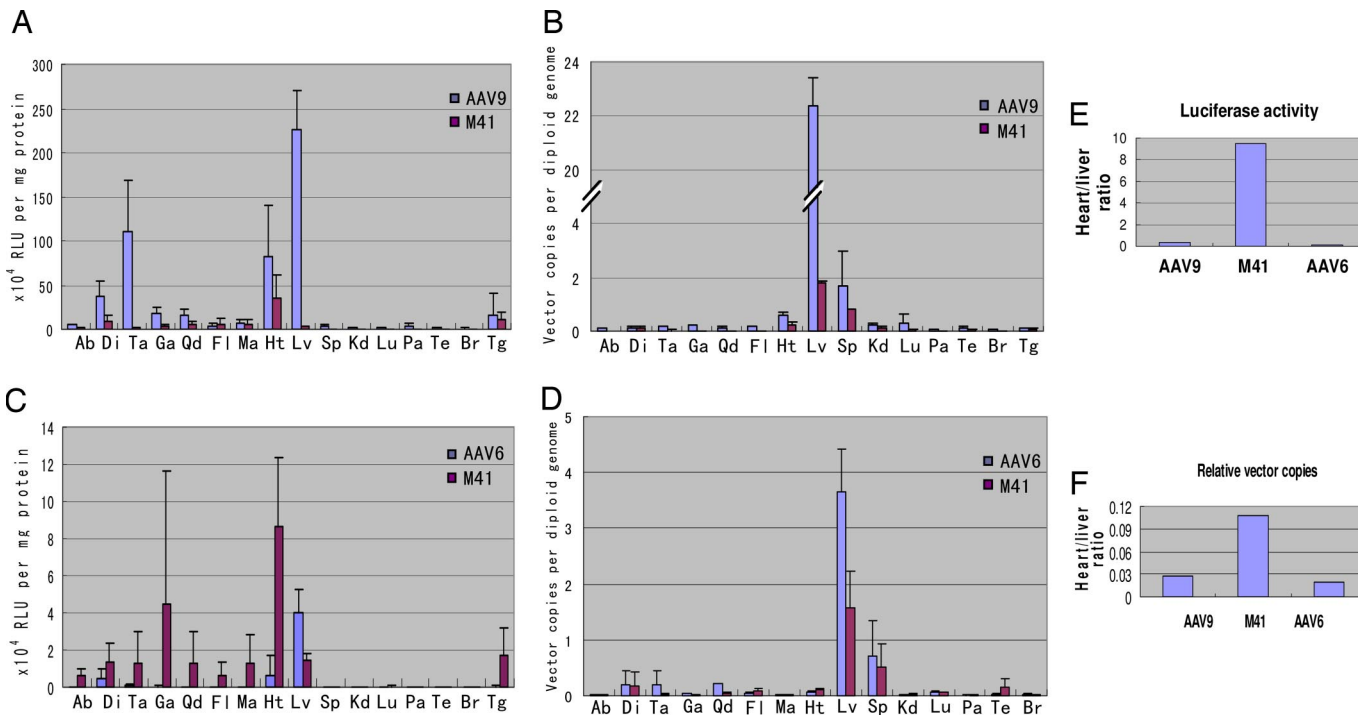 A
x10⁴ RLU per mg protein
300
250
200
150
100
50
0
AAV9
M41
Ab Di Ta Ga Qd Fl Ma Ht Lv Sp Kd Lu Pa Te Br Tg
B
Vector copies per diploid genome
24
22
20
4
2
0
AAV9
M41
Ab Di Ta Ga Qd Fl Ht Lv Sp Kd Lu Pa Te Br Tg
E
Luciferase activity
Heart/liver ratio
10
8
6
4
2
0
AAV9 M41 AAV6
C
x10⁴ RLU per mg protein
14
12
10
8
6
4
2
0
AAV6
M41
Ab Di Ta Ga Qd Fl Ma Ht Lv Sp Kd Lu Pa Te Br Tg
D
Vector copies per diploid genome
5
4
3
2
1
0
AAV6
M41
Ab Di Ta Ga Qd Fl Ma Ht Lv Sp Kd Lu Pa Te Br
F
Relative vector copies
Heart/liver ratio
0.12
0.09
0.06
0.03
0
AAV9 M41 AAV6